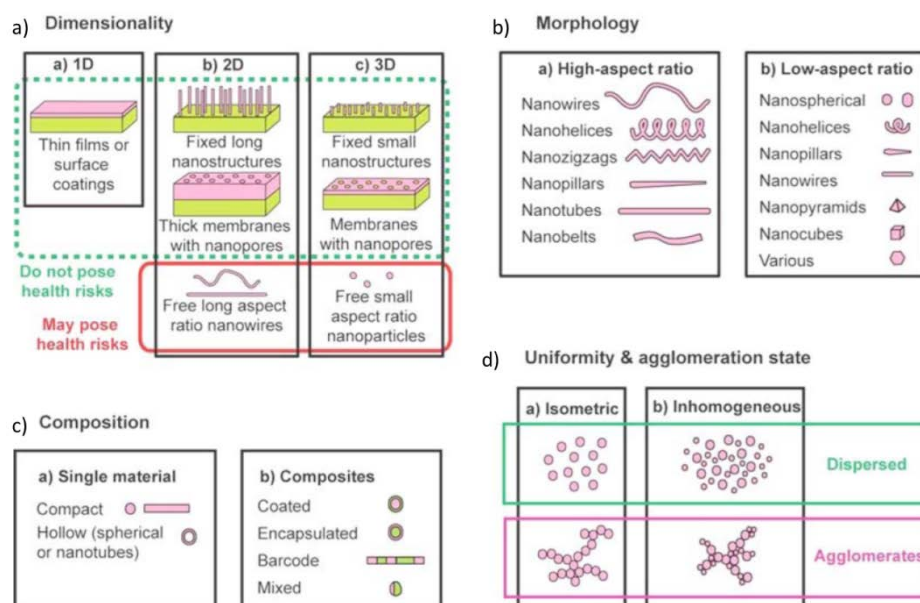 a) Dimensionality
a) 1D
Thin films or
surface
coatings
b) 2D
Fixed long
nanostructures
Thick membranes
with nanopores
Free long aspect
ratio nanowires
c) 3D
Fixed small
nanostructures
Membranes
with nanopores
Free small
aspect ratio
nanoparticles
Do not pose
health risks
May pose
health risks
b) Morphology
a) High-aspect ratio
Nanowires
Nanohelices
Nanozigzags
Nanopillars
Nanotubes
Nanobelts
b) Low-aspect ratio
Nanospherical
Nanohelices
Nanopillars
Nanowires
Nanopyramids
Nanocubes
Various
c) Composition
a) Single material
Compact
Hollow (spherical
or nanotubes)
b) Composites
Coated
Encapsulated
Barcode
Mixed
d) Uniformity & agglomeration state
a) Isometric
b) Inhomogeneous
Dispersed
Agglomerates